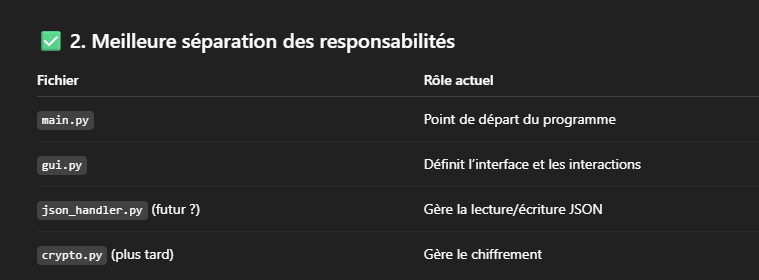 ✅ 2. Meilleure séparation des responsabilités
Fichier Rôle actuel
main.py Point de départ du programme
gui.py Définit l’interface et les interactions
json_handler.py (futur ?) Gère la lecture/écriture JSON
crypto.py (plus tard) Gère le chiffrement